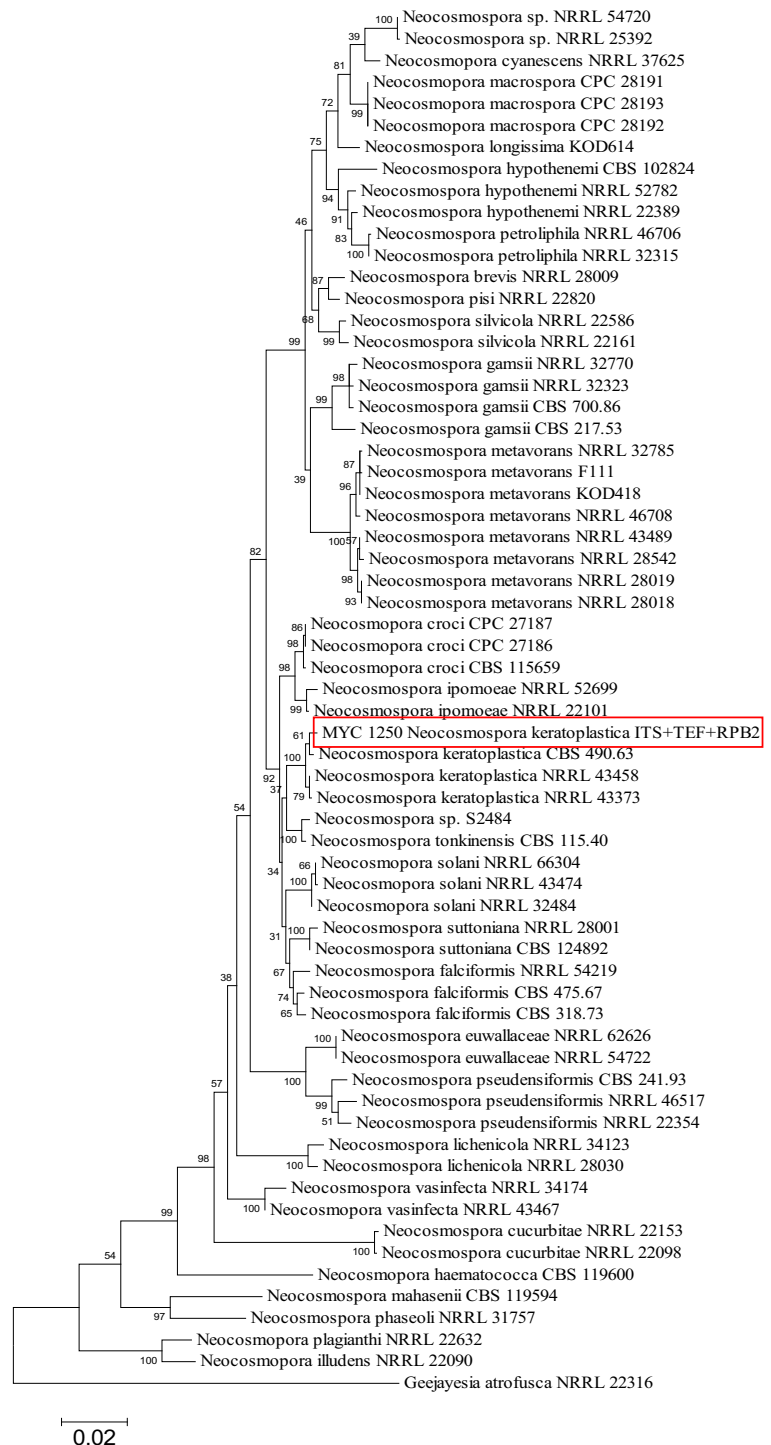 Neocosmospora sp. NRRL 54720
Neocosmospora sp. NRRL 25392
Neocosmopora cyanescens NRRL 37625
Neocosmopora macrospora CPC 28191
Neocosmopora macrospora CPC 28193
Neocosmopora macrospora CPC 28192
Neocosmospora longissima KOD614
Neocosmospora hypothenemi CBS 102824
Neocosmospora hypothenemi NRRL 52782
Neocosmospora hypothenemi NRRL 22389
Neocosmospora petroliphila NRRL 46706
Neocosmospora petroliphila NRRL 32315
Neocosmospora brevis NRRL 28009
Neocosmospora pisi NRRL 22820
Neocosmospora silvicola NRRL 22586
Neocosmospora silvicola NRRL 22161
Neocosmospora gamsii NRRL 32770
Neocosmospora gamsii NRRL 32323
Neocosmospora gamsii CBS 700.86
Neocosmospora gamsii CBS 217.53
Neocosmospora metavorans NRRL 32785
Neocosmospora metavorans F111
Neocosmospora metavorans KOD418
Neocosmospora metavorans NRRL 46708
Neocosmospora metavorans NRRL 43489
Neocosmospora metavorans NRRL 28542
Neocosmospora metavorans NRRL 28019
Neocosmospora metavorans NRRL 28018
Neocosmopora croci CPC 27187
Neocosmopora croci CPC 27186
Neocosmopora croci CBS 115659
Neocosmospora ipomoeae NRRL 52699
Neocosmospora ipomoeae NRRL 22101
MYC 1250 Neocosmospora keratoplastica ITS+TEF+RPB2
Neocosmospora keratoplastica CBS 490.63
Neocosmospora keratoplastica NRRL 43458
Neocosmospora keratoplastica NRRL 43373
Neocosmospora sp. S2484
Neocosmospora tonkinensis CBS 115.40
Neocosmopora solani NRRL 66304
Neocosmopora solani NRRL 43474
Neocosmopora solani NRRL 32484
Neocosmospora suttoniana NRRL 28001
Neocosmospora suttoniana CBS 124892
Neocosmospora falciformis NRRL 54219
Neocosmospora falciformis CBS 475.67
Neocosmospora falciformis CBS 318.73
Neocosmospora euwallaceae NRRL 62626
Neocosmospora euwallaceae NRRL 54722
Neocosmospora pseudensiformis CBS 241.93
Neocosmospora pseudensiformis NRRL 46517
Neocosmospora pseudensiformis NRRL 22354
Neocosmospora lichenicola NRRL 34123
Neocosmospora lichenicola NRRL 28030
Neocosmospora vasinfecta NRRL 34174
Neocosmopora vasinfecta NRRL 43467
Neocosmospora cucurbitae NRRL 22153
Neocosmospora cucurbitae NRRL 22098
Neocosmopora haematococca CBS 119600
Neocosmospora mahasenii CBS 119594
Neocosmospora phaseoli NRRL 31757
Neocosmopora plagianthi NRRL 22632
Neocosmopora illudens NRRL 22090
Geejayesia atrofusca NRRL 22316
100
39
81
99
72
75
94
91
83
100
46
87
68
99
99
98
99
39
87
96
100
57
98
93
82
86
98
98
99
61
100
92
37
79
100
54
34
66
100
31
100
67
74
65
38
100
100
99
51
57
100
98
100
99
100
54
97
100
0.02